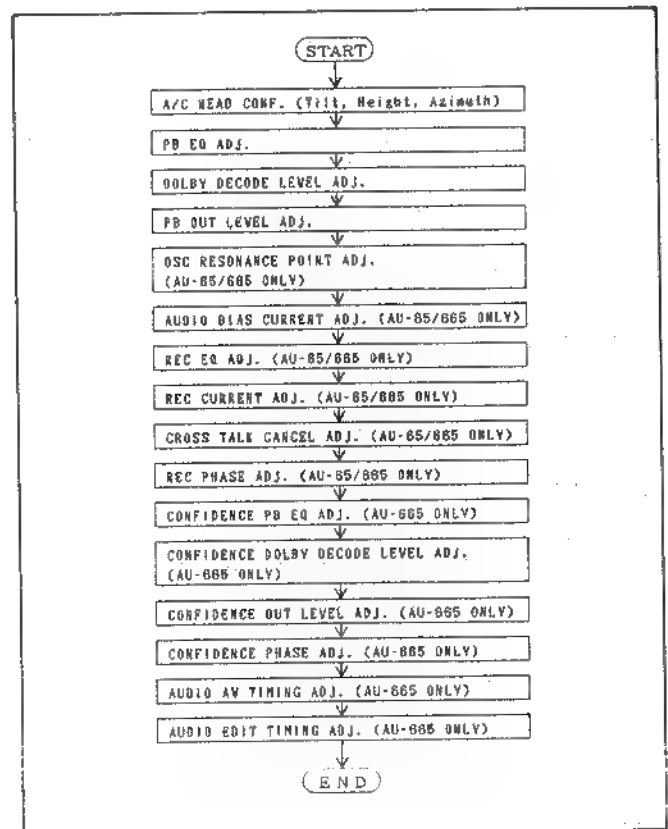 START
A/C HEAD CONF. (Tilt, Height, Azimuth)
PB EQ ADJ.
DOLBY DECODE LEVEL ADJ.
PB OUT LEVEL ADJ.
OSC RESONANCE POINT ADJ.
(AU-65/665 ONLY)
AUDIO BIAS CURRENT ADJ. (AU-65/665 ONLY)
REC EQ ADJ. (AU-65/665 ONLY)
REC CURRENT ADJ. (AU-65/665 ONLY)
CROSS TALK CANCEL ADJ. (AU-65/665 ONLY)
REC PHASE ADJ. (AU-65/665 ONLY)
CONFIDENCE PB EQ ADJ. (AU-665 ONLY)
CONFIDENCE DOLBY DECODE LEVEL ADJ.
(AU-665 ONLY)
CONFIDENCE OUT LEVEL ADJ. (AU-665 ONLY)
CONFIDENCE PHASE ADJ. (AU-665 ONLY)
AUDIO AV TIMING ADJ. (AU-665 ONLY)
AUDIO EDIT TIMING ADJ. (AU-665 ONLY)
END